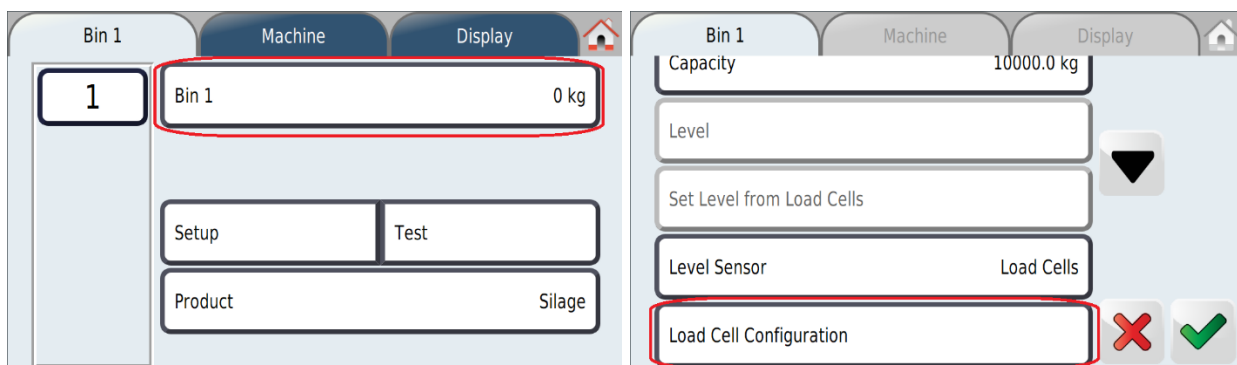 Bin 1 Machine Display
1
Bin 1 0 kg
Setup Test
Product Silage
Bin 1 Machine Display
Capacity 10000.0 kg
Level
Set Level from Load Cells
Level Sensor Load Cells
Load Cell Configuration